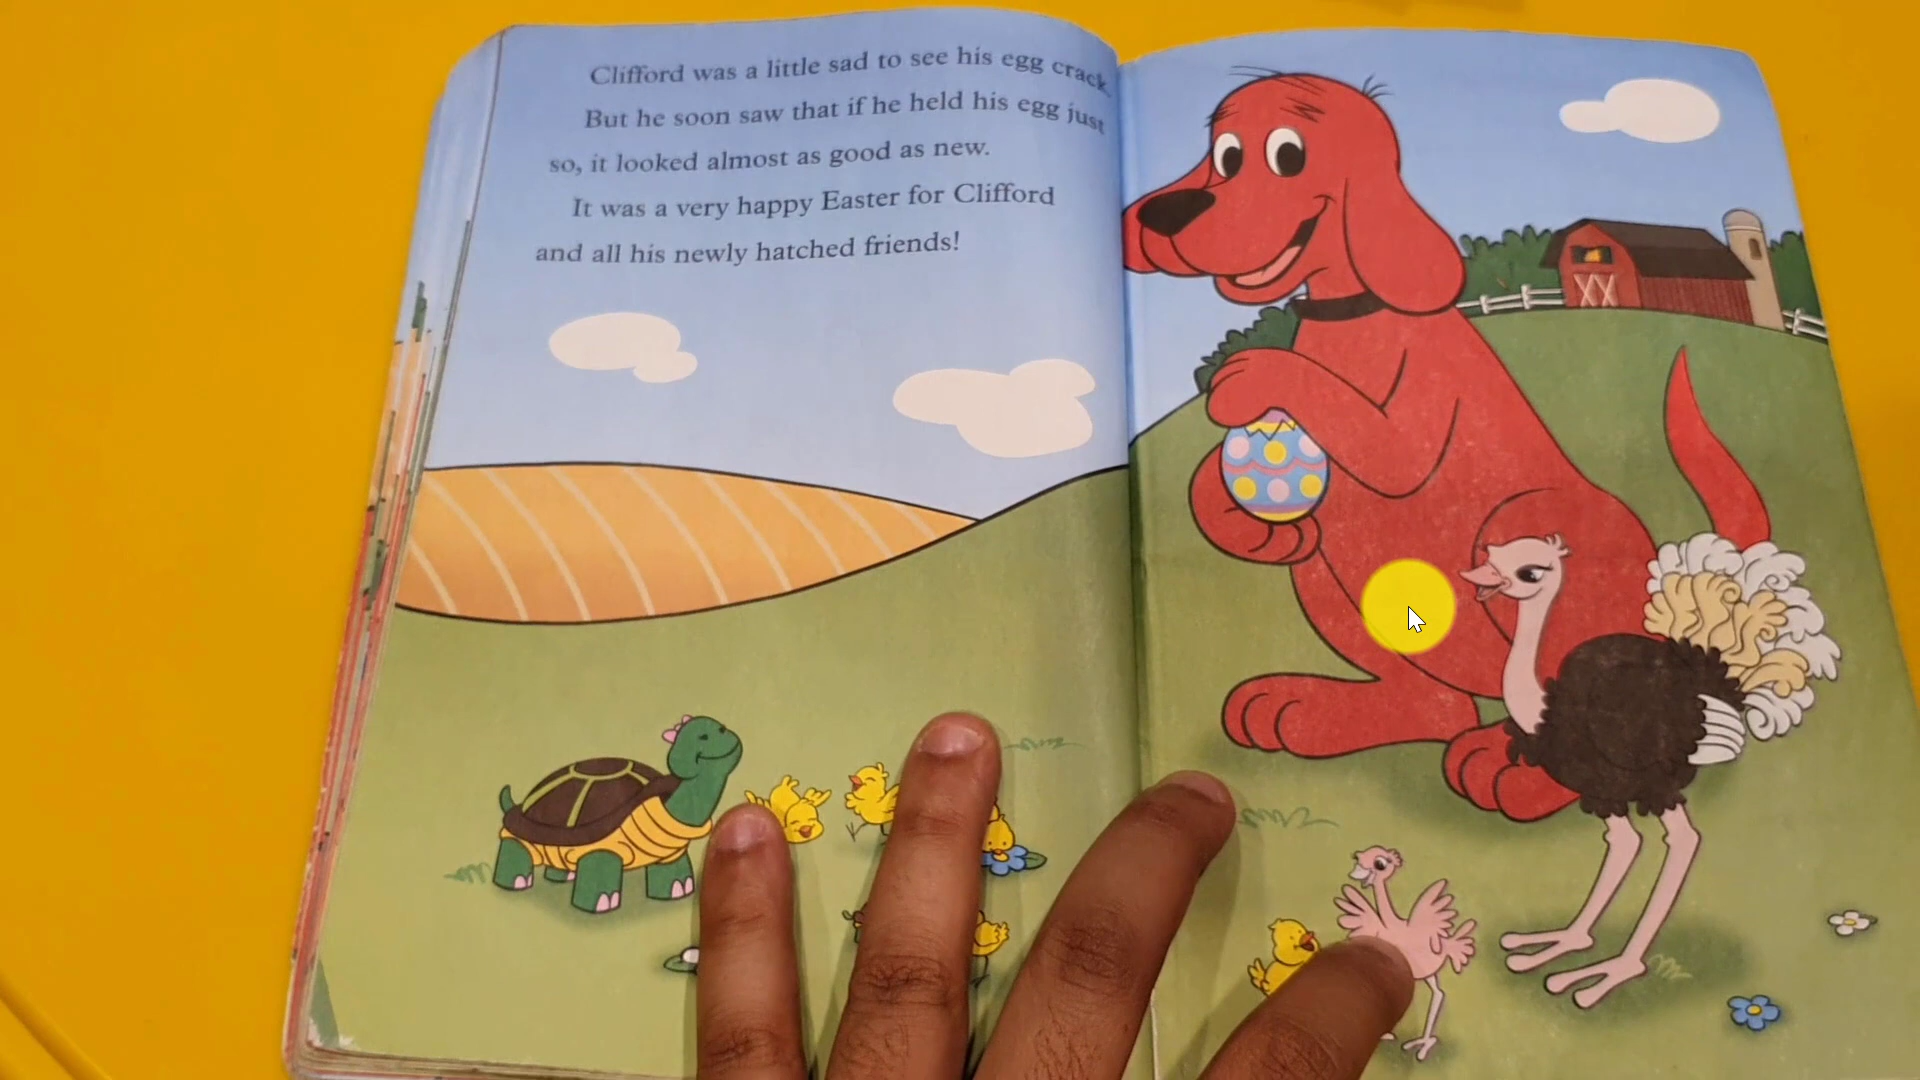 Clifford was a little sad to see his egg crack.
But he soon saw that if he held his egg just
so, it looked almost as good as new.
It was a very happy Easter for Clifford
and all his newly hatched friends!